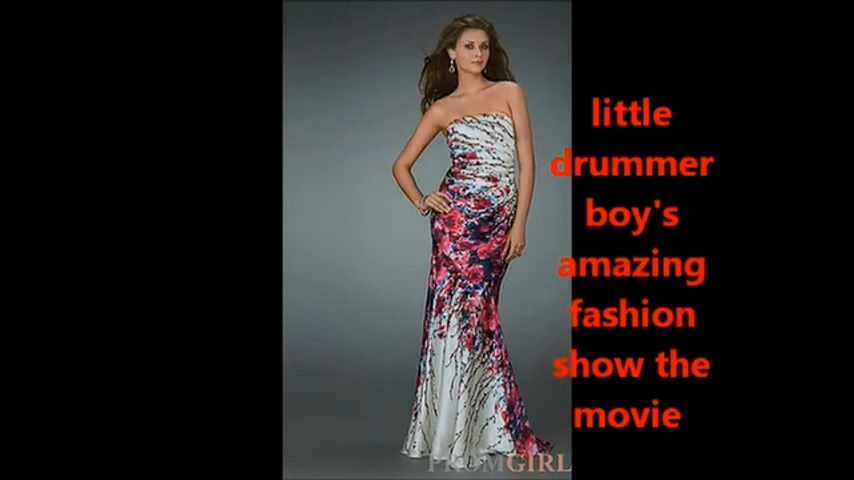 little
drummer
boy's
amazing
fashion
show the
movie
PROMGIRL